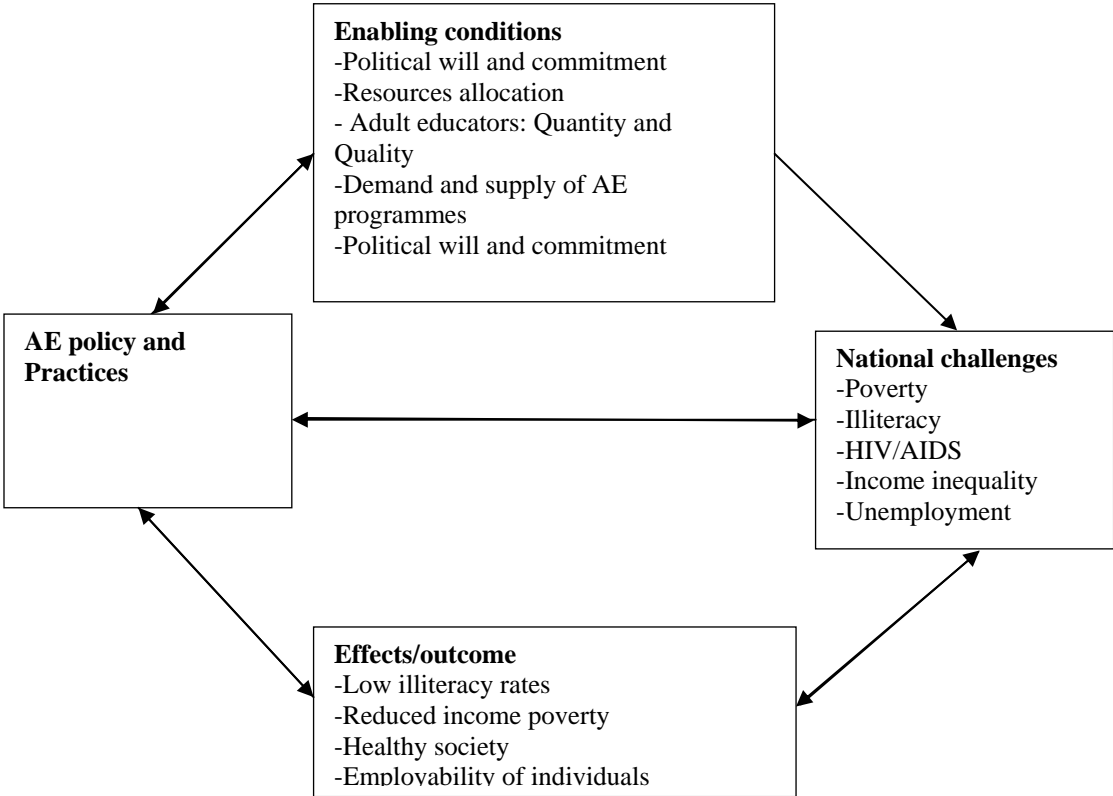 Enabling conditions
-Political will and commitment
-Resources allocation
- Adult educators: Quantity and
Quality
-Demand and supply of AE
programmes
-Political will and commitment
AE policy and
Practices
National challenges
-Poverty
-Illiteracy
-HIV/AIDS
-Income inequality
-Unemployment
Effects/outcome
-Low illiteracy rates
-Reduced income poverty
-Healthy society
-Employability of individuals